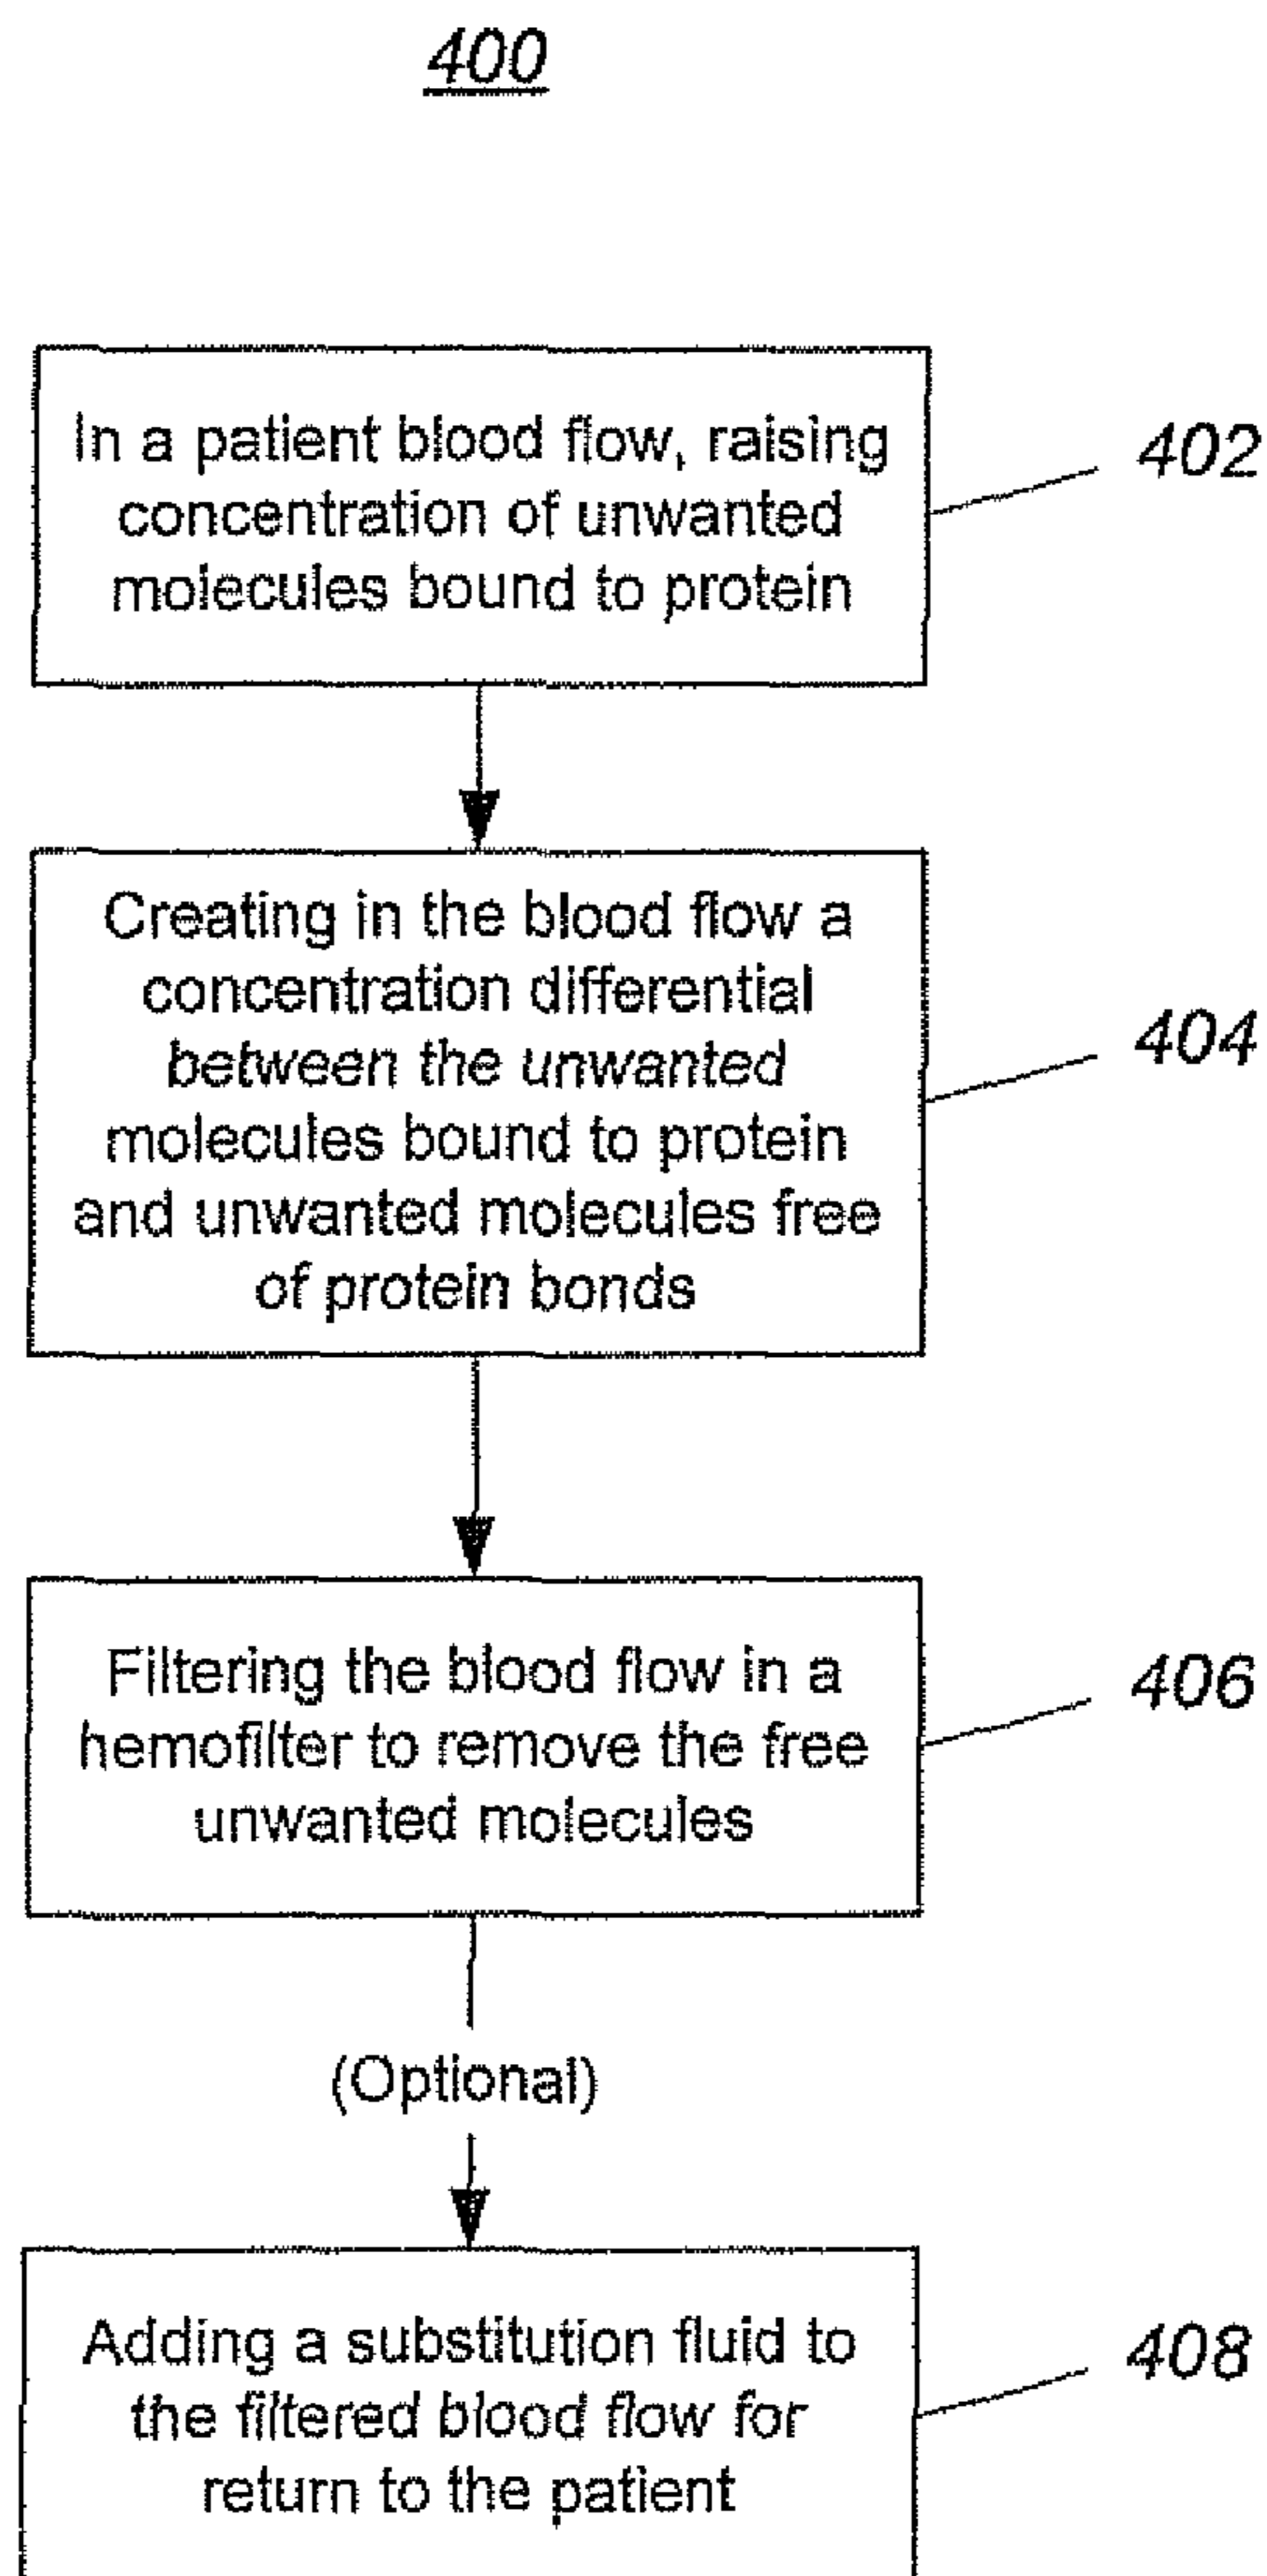 400
In a patient blood flow, raising
concentration of unwanted
molecules bound to protein
402
Creating in the blood flow a
concentration differential
between the unwanted
molecules bound to protein
and unwanted molecules free
of protein bonds
404
Filtering the blood flow in a
hemofilter to remove the free
unwanted molecules
406
(Optional)
Adding a substitution fluid to
the filtered blood flow for
return to the patient
408